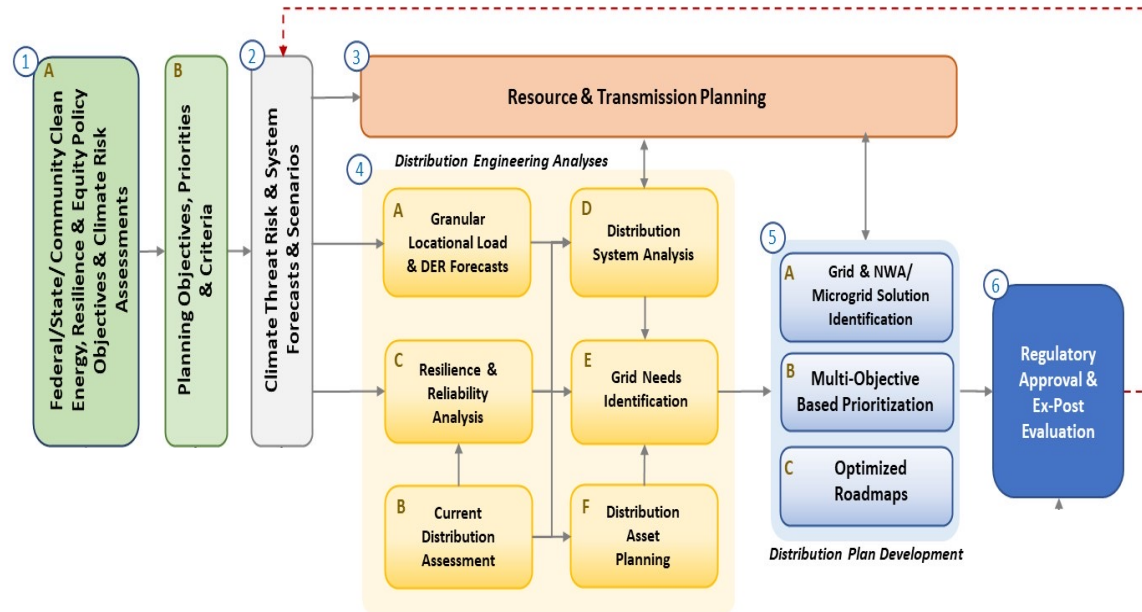 1
A
Federal/State/ Community Clean
Energy, Resilience & Equity Policy
Objectives & Climate Risk
Assessments
B
Planning Objectives, Priorities
& Criteria
2
Climate Threat Risk & System
Forecasts & Scenarios
3
Resource & Transmission Planning
4
Distribution Engineering Analyses
A
Granular
Locational Load
& DER Forecasts
D
Distribution
System Analysis
C
Resilience &
Reliability
Analysis
E
Grid Needs
Identification
B
Current
Distribution
Assessment
F
Distribution
Asset
Planning
5
A
Grid & NWA/
Microgrid Solution
Identification
B
Multi-Objective
Based Prioritization
C
Optimized
Roadmaps
Distribution Plan Development
6
Regulatory
Approval &
Ex-Post
Evaluation